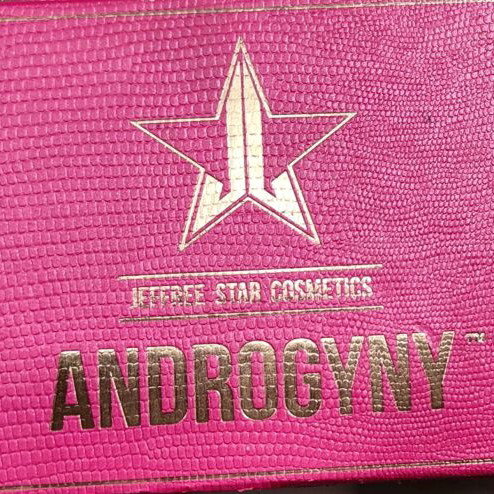 JEFFREE STAR COSMETICS
ANDROGYNY™